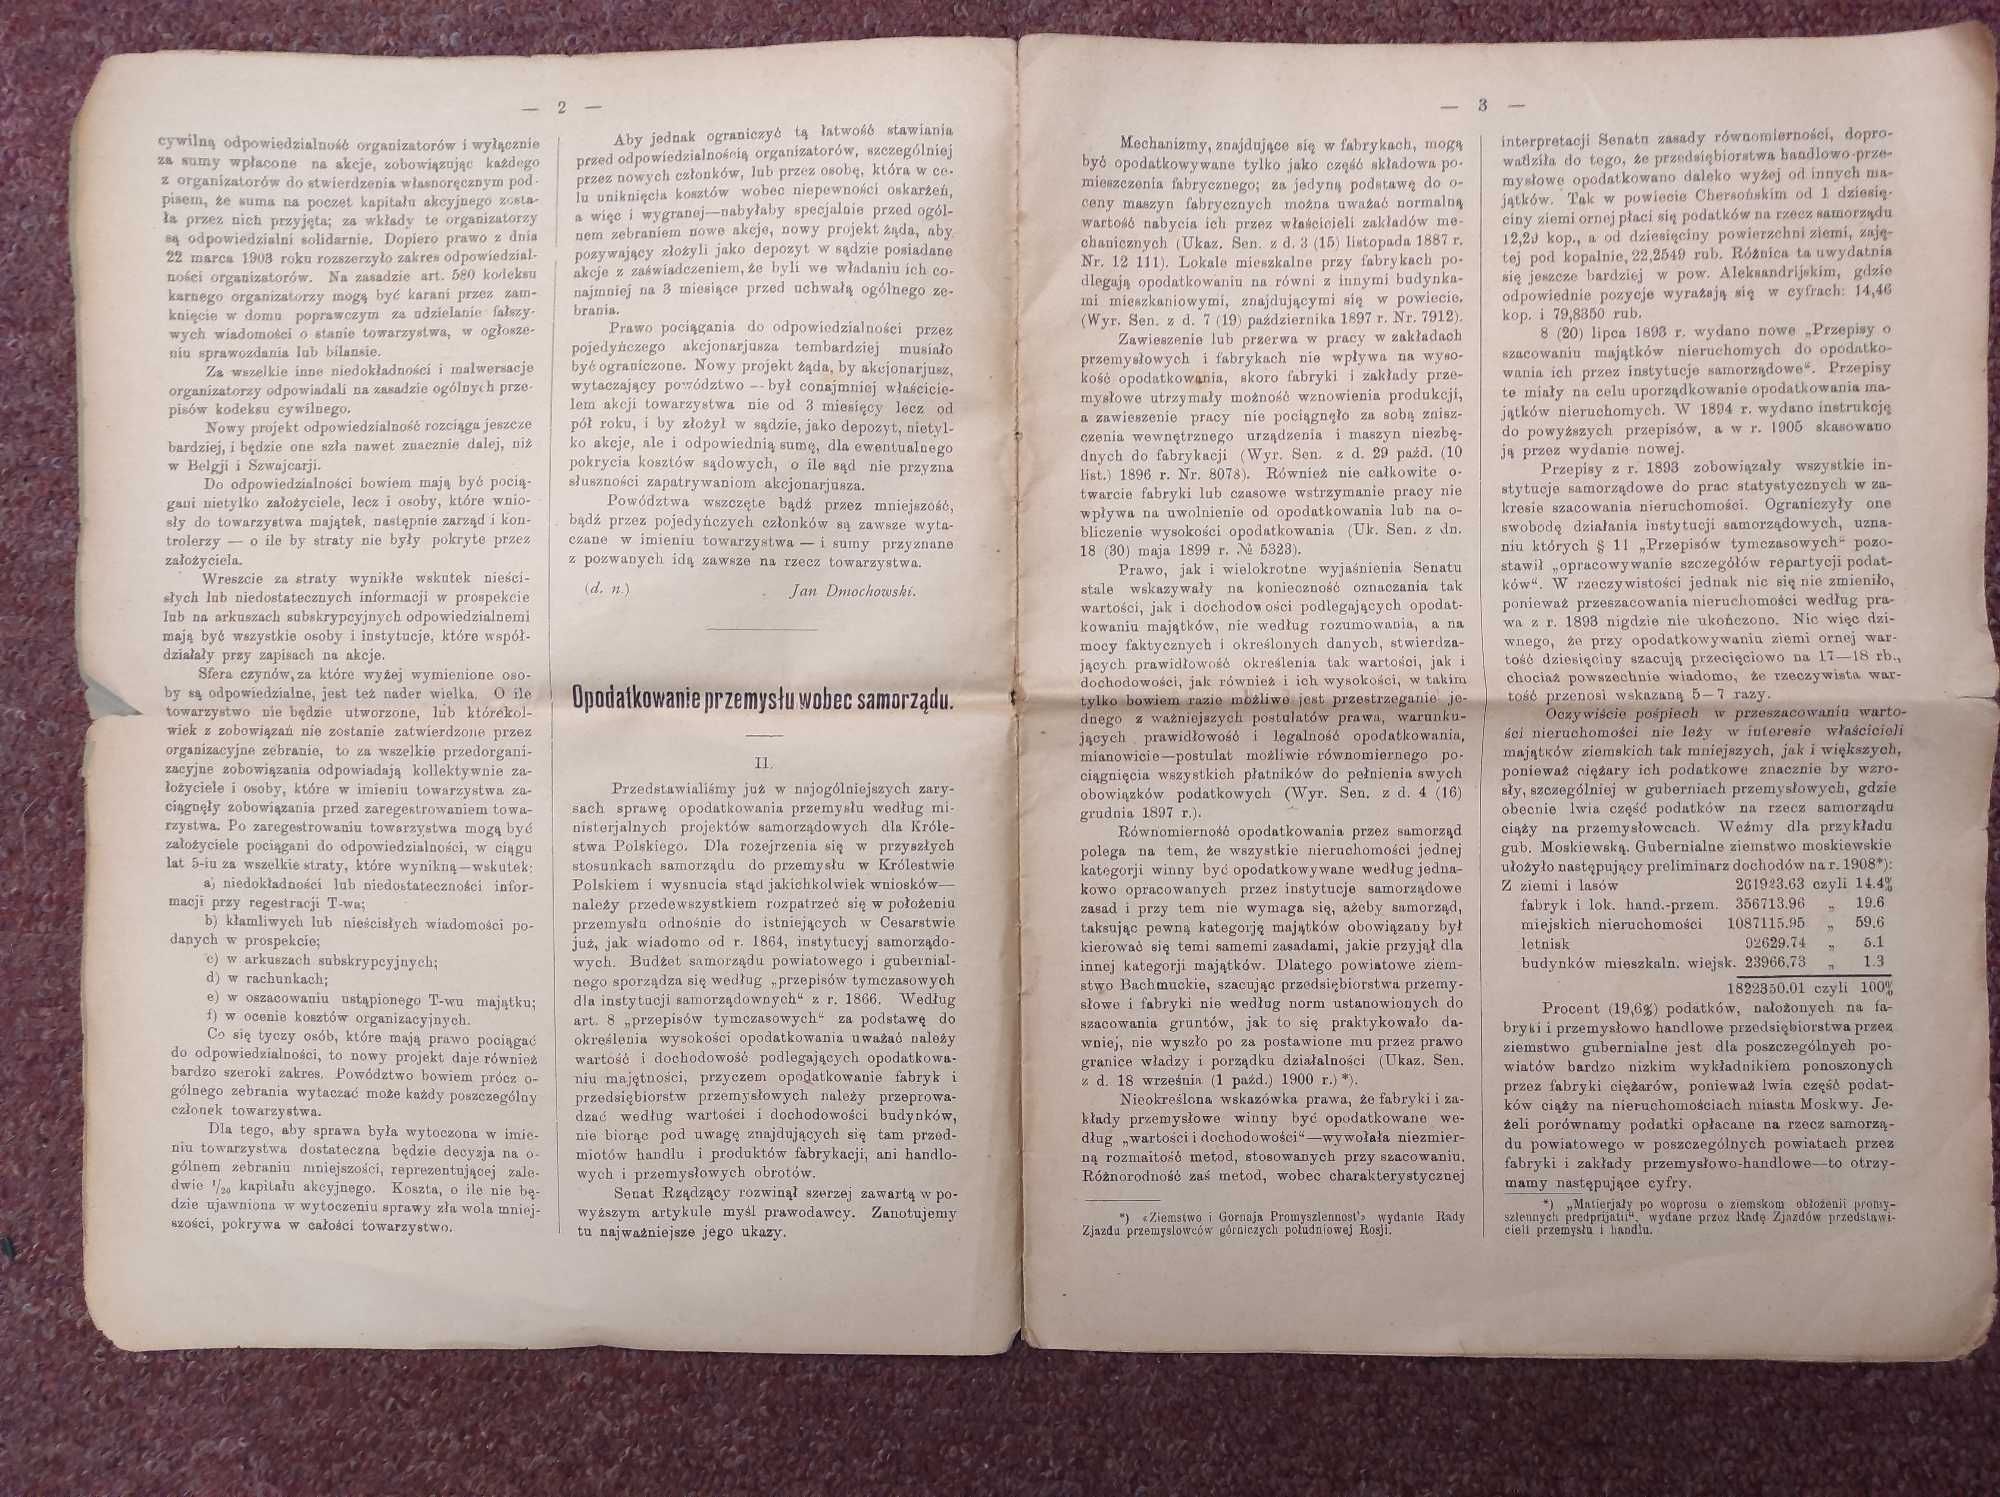 — 2 —
cywilną odpowiedzialność organizatorów i wyłącznie
za sumy wpłacone na akcje, zobowiązując każdego
z organizatorów do stwierdzenia własnoręcznym pod-
pisem, że suma na poczet kapitału akcyjnego zosta-
ła przez nich przyjęta; za wkłady te organizatorzy
są odpowiedzialni solidarnie. Dopiero prawo z dnia
22 marca 1903 roku rozszerzyło zakres odpowiedzial-
ności organizatorów. Na zasadzie art. 580 kodeksu
karnego organizatorzy mogą być karani przez zam-
knięcie w domu poprawczym za udzielanie fałszy-
wych wiadomości o stanie towarzystwa, w ogłosze-
niu sprawozdania lub bilansie.
Za wszelkie inne niedokładności i malwersacje
organizatorzy odpowiadali na zasadzie ogólnych prze-
pisów kodeksu cywilnego.
Nowy projekt odpowiedzialność rozciąga jeszcze
bardziej, i będzie one szła nawet znacznie dalej, niż
w Belgji i Szwajcarji.
Do odpowiedzialności bowiem mają być pocią-
gani nietylko założyciele, lecz i osoby, które wnio-
sły do towarzystwa majątek, następnie zarząd i kon-
trolerzy — o ile by straty nie były pokryte przez
założyciela.
Wreszcie za straty wynikłe wskutek nieści-
słych lub niedostatecznych informacji w prospekcie
lub na arkuszach subskrypcyjnych odpowiedzialnemi
mają być wszystkie osoby i instytucje, które współ-
działały przy zapisach na akcje.
Sfera czynów, za które wyżej wymienione oso-
by są odpowiedzialne, jest też nader wielka. O ile
towarzystwo nie będzie utworzone, lub którekol-
wiek z zobowiązań nie zostanie zatwierdzone przez
organizacyjne zebranie, to za wszelkie przedorgani-
zacyjne zobowiązania odpowiadają kollektywnie za-
łożyciele i osoby, które w imieniu towarzystwa za-
ciągnęły zobowiązania przed zaregestrowaniem towa-
rzystwa. Po zaregestrowaniu towarzystwa mogą być
założyciele pociągani do odpowiedzialności, w ciągu
lat 5-iu za wszelkie straty, które wynikną—wskutek:
a) niedokładności lub niedostateczności infor-
macji przy regestracji T-wa;
b) kłamliwych lub nieścisłych wiadomości po-
danych w prospekcie;
c) w arkuszach subskrypcyjnych;
d) w rachunkach;
e) w oszacowaniu ustąpionego T-wu majątku;
f) w ocenie kosztów organizacyjnych.
Co się tyczy osób, które mają prawo pociągać
do odpowiedzialności, to nowy projekt daje również
bardzo szeroki zakres. Powództwo bowiem prócz o-
gólnego zebrania wytaczać może każdy poszczególny
członek towarzystwa.
Dla tego, aby sprawa była wytoczona w imie-
niu towarzystwa dostateczna będzie decyzja na o-
gólnem zebraniu mniejszości, reprezentującej zale-
dwie 1/20 kapitału akcyjnego. Koszta, o ile nie bę-
dzie ujawniona w wytoczeniu sprawy zła wola mniej-
szości, pokrywa w całości towarzystwo.
Aby jednak ograniczyć tą łatwość stawiania
przed odpowiedzialnością organizatorów, szczególniej
przez nowych członków, lub przez osobę, która w ce-
lu uniknięcia kosztów wobec niepewności oskarżeń,
a więc i wygranej—nabyłaby specjalnie przed ogól-
nem zebraniem nowe akcje, nowy projekt żąda, aby
pozywający złożyli jako depozyt w sądzie posiadane
akcje z zaświadczeniem, że byli we władaniu ich co-
najmniej na 3 miesiące przed uchwałą ogólnego ze-
brania.
Prawo pociągania do odpowiedzialności przez
pojedyńczego akcjonarjusza tembardziej musiało
być ograniczone. Nowy projekt żąda, by akcjonarjusz,
wytaczający powództwo — był conajmniej właścicie-
lem akcji towarzystwa nie od 3 miesięcy lecz od
pół roku, i by złożył w sądzie, jako depozyt, nietyl-
ko akcje, ale i odpowiednią sumę, dla ewentualnego
pokrycia kosztów sądowych, o ile sąd nie przyzna
słuszności zapatrywaniom akcjonarjusza.
Powództwa wszczęte bądź przez mniejszość,
bądź przez pojedyńczych członków są zawsze wyta-
czane w imieniu towarzystwa — i sumy przyznane
z pozwanych idą zawsze na rzecz towarzystwa.
(d. n.) Jan Dmochowski.
Opodatkowanie przemysłu wobec samorządu.
II.
Przedstawialiśmy już w najogólniejszych zary-
sach sprawę opodatkowania przemysłu według mi-
nisterjalnych projektów samorządowych dla Króle-
stwa Polskiego. Dla rozejrzenia się w przyszłych
stosunkach samorządu do przemysłu w Królestwie
Polskiem i wysnucia stąd jakichkolwiek wniosków—
należy przedewszystkiem rozpatrzeć się w położeniu
przemysłu odnośnie do istniejących w Cesarstwie
już, jak wiadomo od r. 1864, instytucyj samorządo-
wych. Budżet samorządu powiatowego i gubernial-
nego sporządza się według „przepisów tymczasowych
dla instytucji samorządownych“ z r. 1866. Według
art. 8 „przepisów tymczasowych“ za podstawę do
określenia wysokości opodatkowania uważać należy
wartość i dochodowość podlegających opodatkowa-
niu majętności, przyczem opodatkowanie fabryk i
przedsiębiorstw przemysłowych należy przeprowa-
dzać według wartości i dochodowości budynków,
nie biorąc pod uwagę znajdujących się tam przed-
miotów handlu i produktów fabrykacji, ani handlo-
wych i przemysłowych obrotów.
Senat Rządzący rozwinął szerzej zawartą w po-
wyższym artykule myśl prawodawcy. Zanotujemy
tu najważniejsze jego ukazy.
— 3 —
Mechanizmy, znajdujące się w fabrykach, mogą
być opodatkowywane tylko jako część składowa po-
mieszczenia fabrycznego; za jedyną podstawę do o-
ceny maszyn fabrycznych można uważać normalną
wartość nabycia ich przez właścicieli zakładów me-
chanicznych (Ukaz. Sen. z d. 3 (15) listopada 1887 r.
Nr. 12 111). Lokale mieszkalne przy fabrykach po-
dlegają opodatkowaniu na równi z innymi budynka-
mi mieszkaniowymi, znajdującymi się w powiecie.
(Wyr. Sen. z d. 7 (19) października 1897 r. Nr. 7912).
Zawieszenie lub przerwa w pracy w zakładach
przemysłowych i fabrykach nie wpływa na wyso-
kość opodatkowania, skoro fabryki i zakłady prze-
mysłowe utrzymały możność wznowienia produkcji,
a zawieszenie pracy nie pociągnęło za sobą znisz-
czenia wewnętrznego urządzenia i maszyn niezbę-
dnych do fabrykacji (Wyr. Sen. z d. 29 paźd. (10
list.) 1896 r. Nr. 8078). Również nie całkowite o-
twarcie fabryki lub czasowe wstrzymanie pracy nie
wpływa na uwolnienie od opodatkowania lub na o-
bliczenie wysokości opodatkowania (Uk. Sen. z dn.
18 (30) maja 1899 r. № 5323).
Prawo, jak i wielokrotne wyjaśnienia Senatu
stale wskazywały na konieczność oznaczania tak
wartości, jak i dochodowości podlegających opodat-
kowaniu majątków, nie według rozumowania, a na
mocy faktycznych i określonych danych, stwierdza-
jących prawidłowość określenia tak wartości, jak i
dochodowości, jak również i ich wysokości, w takim
tylko bowiem razie możliwe jest przestrzeganie je-
dnego z ważniejszych postulatów prawa, warunku-
jących prawidłowość i legalność opodatkowania,
mianowicie—postulat możliwie równomiernego po-
ciągnięcia wszystkich płatników do pełnienia swych
obowiązków podatkowych (Wyr. Sen. z d. 4 (16)
grudnia 1897 r.).
Równomierność opodatkowania przez samorząd
polega na tem, że wszystkie nieruchomości jednej
kategorji winny być opodatkowywane według jedna-
kowo opracowanych przez instytucje samorządowe
zasad i przy tem nie wymaga się, ażeby samorząd,
taksując pewną kategorję majątków obowiązany był
kierować się temi samemi zasadami, jakie przyjął dla
innej kategorji majątków. Dlatego powiatowe ziem-
stwo Bachmuckie, szacując przedsiębiorstwa przemy-
słowe i fabryki nie według norm ustanowionych do
szacowania gruntów, jak to się praktykowało da-
wniej, nie wyszło po za postawione mu przez prawo
granice władzy i porządku działalności (Ukaz. Sen.
z d. 18 września (1 paźd.) 1900 r.) *).
Nieokreślona wskazówka prawa, że fabryki i za-
kłady przemysłowe winny być opodatkowane we-
dług „wartości i dochodowości“—wywołała niezmier-
ną rozmaitość metod, stosowanych przy szacowaniu.
Różnorodność zaś metod, wobec charakterystycznej
*) «Ziemstwo i Gornaja Promyszlennost'» wydanie Rady
Zjazdu przemysłowców górniczych południowej Rosji.
interpretacji Senatu zasady równomierności, dopro-
wadziła do tego, że przedsiębiorstwa handlowo-prze-
mysłowe opodatkowano daleko wyżej od innych ma-
jątków. Tak w powiecie Chersońskim od 1 dziesię-
ciny ziemi ornej płaci się podatków na rzecz samorządu
12,29 kop., a od dziesięciny powierzchni ziemi, zaję-
tej pod kopalnie, 22,2549 rub. Różnica ta uwydatnia
się jeszcze bardziej w pow. Aleksandrijskim, gdzie
odpowiednie pozycje wyrażają się w cyfrach: 14,46
kop. i 79,8350 rub.
8 (20) lipca 1893 r. wydano nowe „Przepisy o
szacowaniu majątków nieruchomych do opodatko-
wania ich przez instytucje samorządowe“. Przepisy
te miały na celu uporządkowanie opodatkowania ma-
jątków nieruchomych. W 1894 r. wydano instrukcję
do powyższych przepisów, a w r. 1905 skasowano
ją przez wydanie nowej.
Przepisy z r. 1893 zobowiązały wszystkie in-
stytucje samorządowe do prac statystycznych w za-
kresie szacowania nieruchomości. Ograniczyły one
swobodę działania instytucji samorządowych, uzna-
niu których § 11 „Przepisów tymczasowych“ pozo-
stawił „opracowywanie szczegółów repartycji podat-
ków“. W rzeczywistości jednak nic się nie zmieniło,
ponieważ przeszacowania nieruchomości według pra-
wa z r. 1893 nigdzie nie ukończono. Nic więc dzi-
wnego, że przy opodatkowywaniu ziemi ornej war-
tość dziesięciny szacują przecięciowo na 17—18 rb.,
chociaż powszechnie wiadomo, że rzeczywista war-
tość przenosi wskazaną 5—7 razy.
Oczywiście pośpiech w przeszacowaniu warto-
ści nieruchomości nie leży w interesie właścicieli
majątków ziemskich tak mniejszych, jak i większych,
ponieważ ciężary ich podatkowe znacznie by wzro-
sły, szczególniej w guberniach przemysłowych, gdzie
obecnie lwia część podatków na rzecz samorządu
ciąży na przemysłowcach. Weźmy dla przykładu
gub. Moskiewską. Gubernialne ziemstwo moskiewskie
ułożyło następujący preliminarz dochodów na r. 1908*):
Z ziemi i lasów 261923.63 czyli 14.4%
fabryk i lok. hand.-przem. 356713.96 „ 19.6
miejskich nieruchomości 1087115.95 „ 59.6
letnisk 92629.74 „ 5.1
budynków mieszkaln. wiejsk. 23966.73 „ 1.3
1822350.01 czyli 100%
Procent (19,6%) podatków, nałożonych na fa-
bryki i przemysłowo handlowe przedsiębiorstwa przez
ziemstwo gubernialne jest dla poszczególnych po-
wiatów bardzo nizkim wykładnikiem ponoszonych
przez fabryki ciężarów, ponieważ lwia część podat-
ków ciąży na nieruchomościach miasta Moskwy. Je-
żeli porównamy podatki opłacane na rzecz samorzą-
du powiatowego w poszczególnych powiatach przez
fabryki i zakłady przemysłowo-handlowe—to otrzy-
mamy następujące cyfry.
*) „Matierjały po woprosu o ziemskom obłożenii promy-
szlennych predprijatii“, wydane przez Radę Zjazdów przedstawi-
cieli przemysłu i handlu.